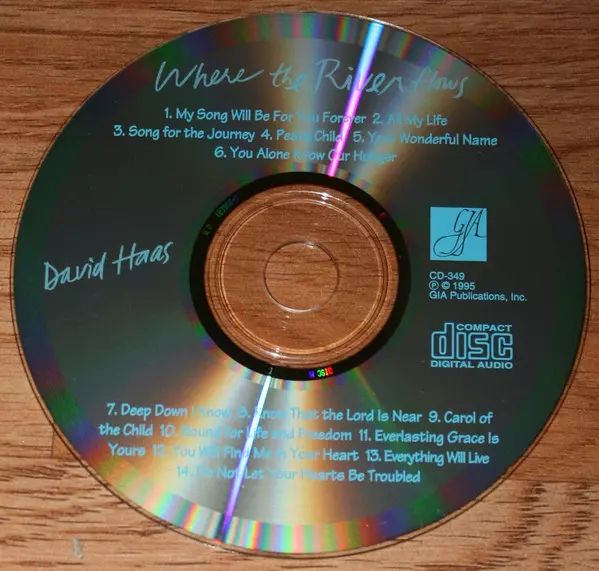 Where the River flows
1. My Song Will Be For You Forever 2. All My Life
3. Song for the Journey 4. Peace Child 5. Your Wonderful Name
6. You Alone Know Our Hunger
David Haas
GIA
CD-349
Ⓟ © 1995
GIA Publications, Inc.
COMPACT
disc
DIGITAL AUDIO
7. Deep Down I Know 8. Know That the Lord Is Near 9. Carol of
the Child 10. Bound for Life and Freedom 11. Everlasting Grace is
Yours 12. You Will Find Me in Your Heart 13. Everything Will Live
14. Do Not Let Your Hearts Be Troubled